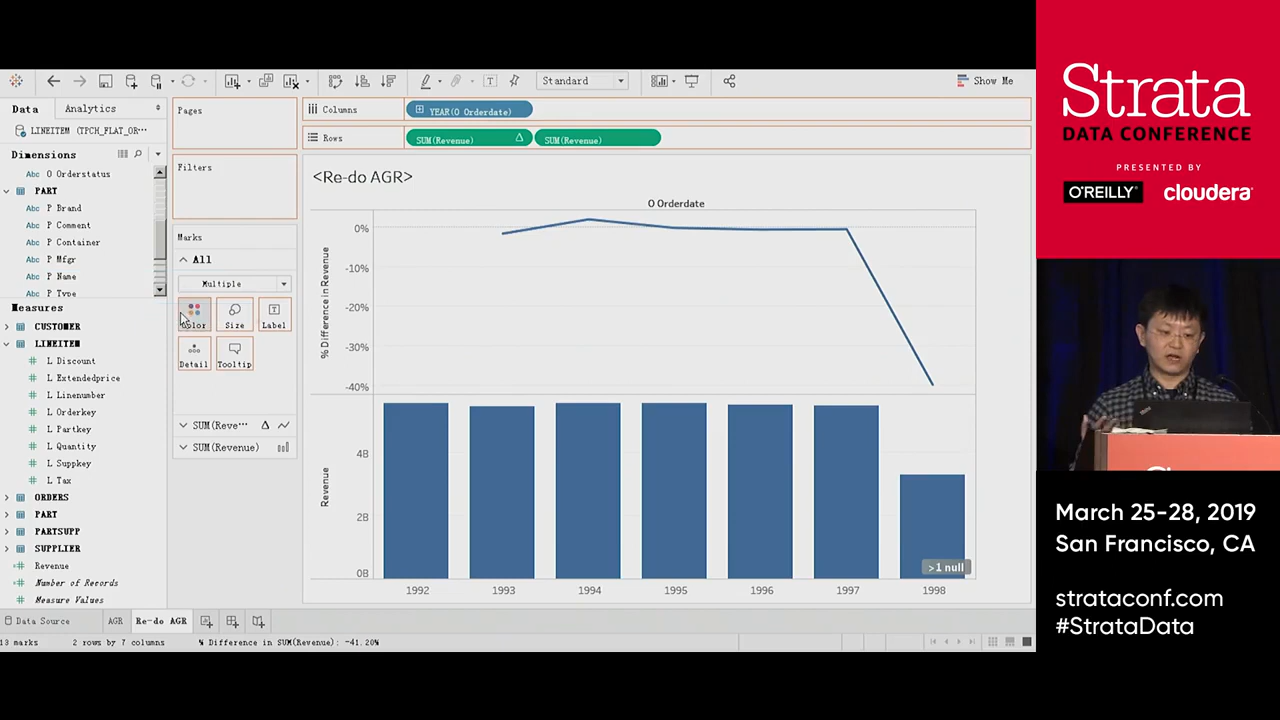 Standard
Show Me
Data
Analytics
LINEITEM (TPCH_FLAT_OR⋯
Dimensions
Abc O Orderstatus
PART
Abc P Brand
Abc P Comment
Abc P Container
Abc P Mfgr
Abc P Name
Abc P Type
Measures
CUSTOMER
LINEITEM
# L Discount
# L Extendedprice
# L Linenumber
# L Orderkey
# L Partkey
# L Quantity
# L Suppkey
# L Tax
ORDERS
PART
PARTSUPP
SUPPLIER
Revenue
# Number of Records
# Measure Values
Pages
Filters
Marks
All
Multiple
Color
Size
Label
Detail
Tooltip
SUM(Reve⋯ Δ
SUM(Revenue)
Columns
YEAR(O Orderdate)
Rows
SUM(Revenue) Δ
SUM(Revenue)
<Re-do AGR>
O Orderdate
% Difference in Revenue
0%
-10%
-20%
-30%
-40%
Revenue
4B
2B
0B
>1 null
1992 1993 1994 1995 1996 1997 1998
Data Source
AGR
Re-do AGR
13 marks
2 rows by 7 columns
% Difference in SUM(Revenue): -41.20%
Strata
DATA CONFERENCE
PRESENTED BY
O'REILLY®
cloudera
March 25-28, 2019
San Francisco, CA
strataconf.com
#StrataData